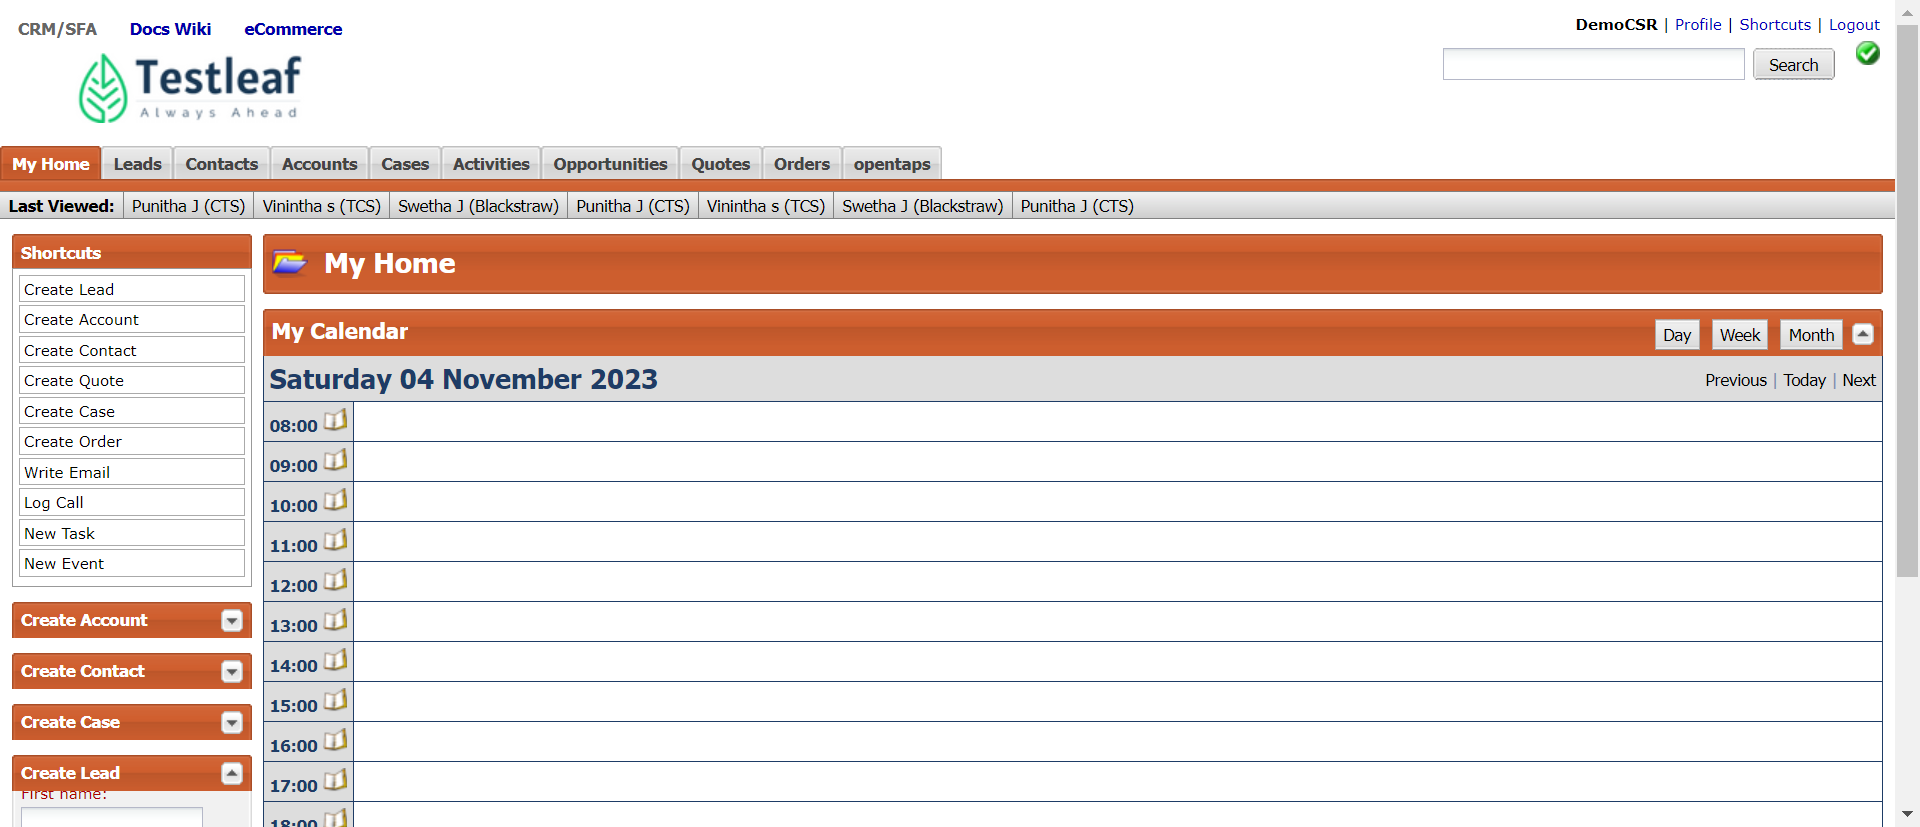 CRM/SFA Docs Wiki eCommerce
DemoCSR | Profile | Shortcuts | Logout
Search
Testleaf
Always Ahead
My Home Leads Contacts Accounts Cases Activities Opportunities Quotes Orders opentaps
Last Viewed: Punitha J (CTS) Vinintha s (TCS) Swetha J (Blackstraw) Punitha J (CTS) Vinintha s (TCS) Swetha J (Blackstraw) Punitha J (CTS)
Shortcuts
Create Lead
Create Account
Create Contact
Create Quote
Create Case
Create Order
Write Email
Log Call
New Task
New Event
Create Account
Create Contact
Create Case
Create Lead
First name:
My Home
My Calendar
Day Week Month
Saturday 04 November 2023
Previous | Today | Next
08:00
09:00
10:00
11:00
12:00
13:00
14:00
15:00
16:00
17:00
18:00